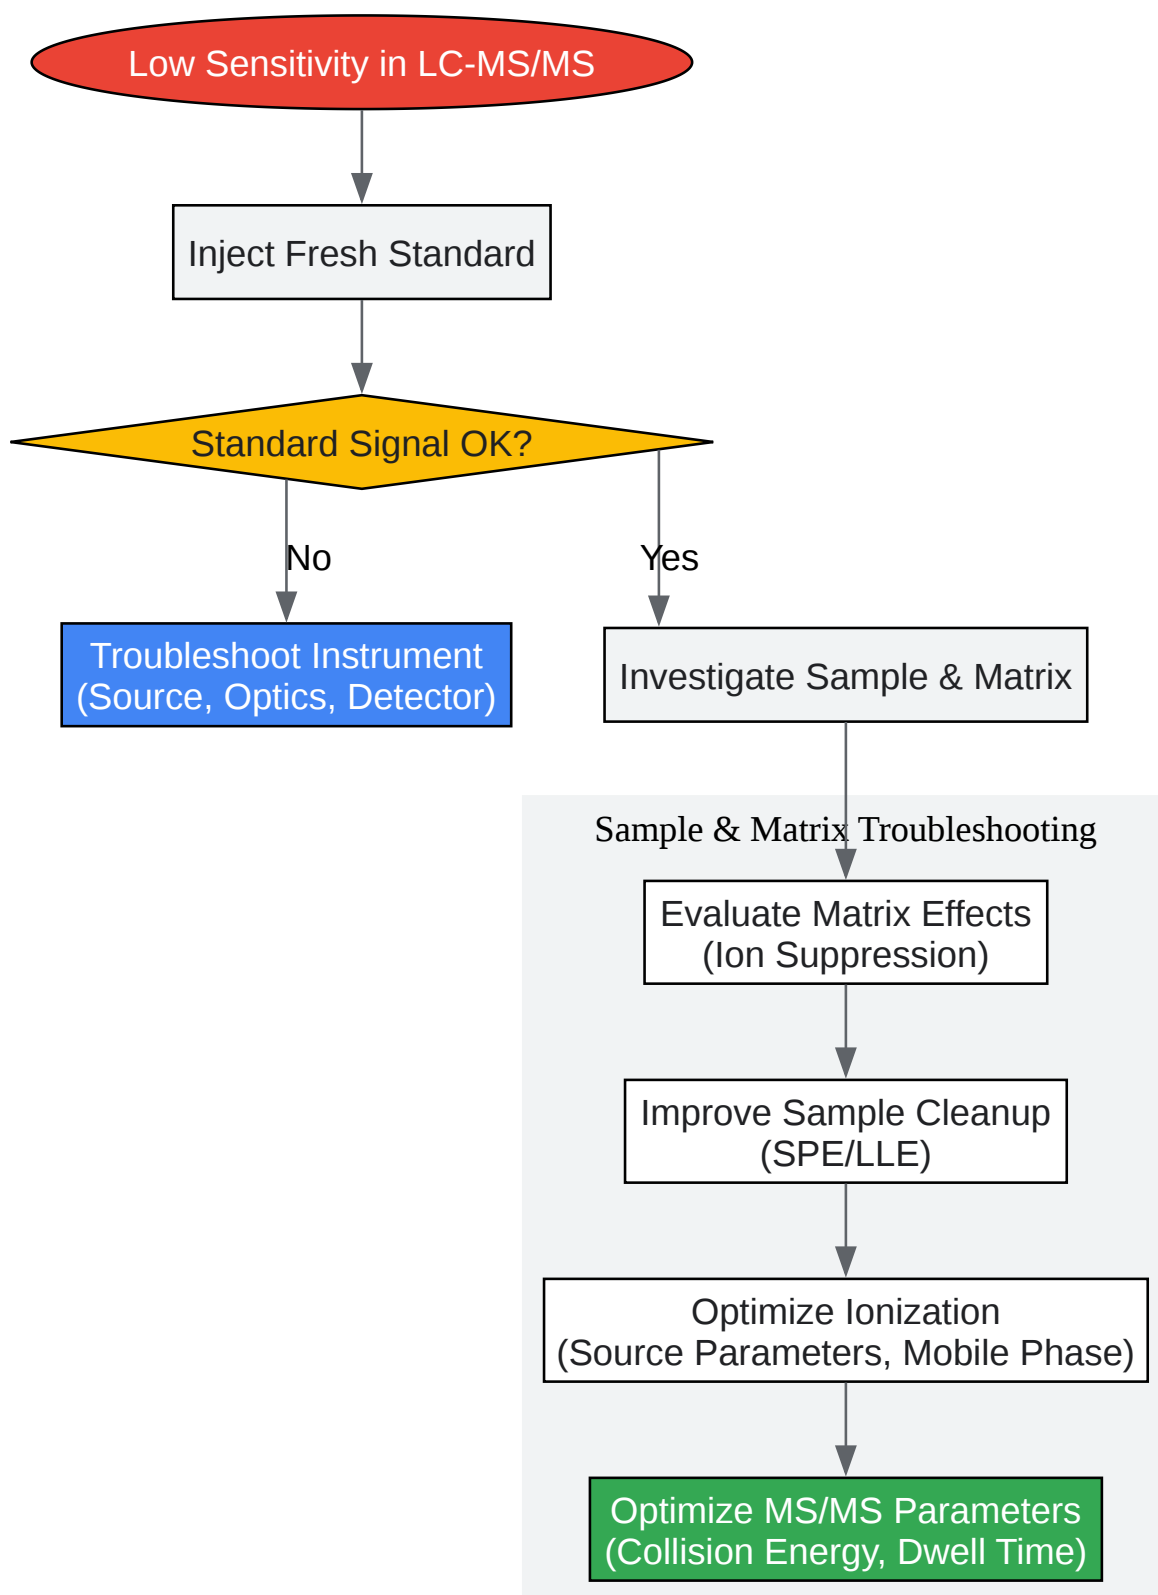 Low Sensitivity in LC-MS/MS
Inject Fresh Standard
Standard Signal OK?
No
Yes
Troubleshoot Instrument
(Source, Optics, Detector)
Investigate Sample & Matrix
Sample & Matrix Troubleshooting
Evaluate Matrix Effects
(Ion Suppression)
Improve Sample Cleanup
(SPE/LLE)
Optimize Ionization
(Source Parameters, Mobile Phase)
Optimize MS/MS Parameters
(Collision Energy, Dwell Time)